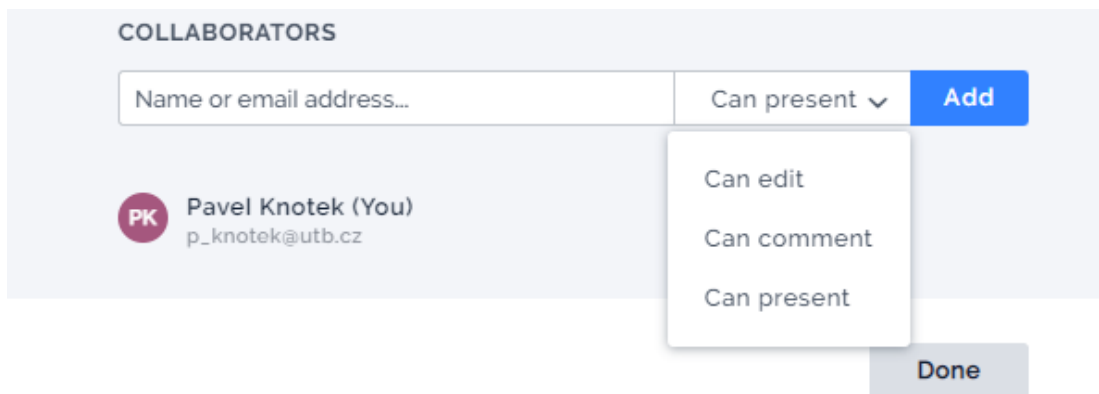 COLLABORATORS
Name or email address...
Can present
Add
Can edit
Can comment
Can present
PK
Pavel Knotek (You)
p_knotek@utb.cz
Done